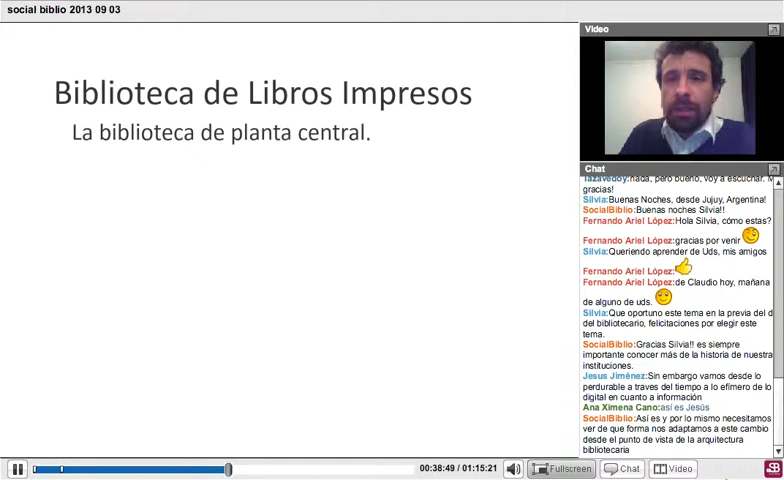 social biblio 2013 09 03
Biblioteca de Libros Impresos
La biblioteca de planta central.
Video
Chat
Tazavedoy:nada, pero bueno, voy a escuchar. M
gracias!
Silvia:Buenas Noches, desde Jujuy, Argentina!
SocialBiblio:Buenas noches Silvia!!
Fernando Ariel López:Hola Silvia, cómo estas?
Fernando Ariel López:gracias por venir
Silvia:Queriendo aprender de Uds, mis amigos
Fernando Ariel López:
Fernando Ariel López:de Claudio hoy, mañana
de alguno de uds.
Silvia:Que oportuno este tema en la previa del d
del bibliotecario, felicitaciones por elegir este
tema.
SocialBiblio:Gracias Silvia!! es siempre
importante conocer más de la historia de nuestra
instituciones.
Jesus Jiménez:Sin embargo vamos desde lo
perdurable a traves del tiempo a lo efímero de lo
digital en cuanto a información
Ana Ximena Cano:así es Jesús
SocialBiblio:Así es y por lo mismo necesitamos
ver de que forma nos adaptamos a este cambio
desde el punto de vista de la arquitectura
bibliotecaria
00:38:49 / 01:15:21
Fullscreen
Chat
Video
SB